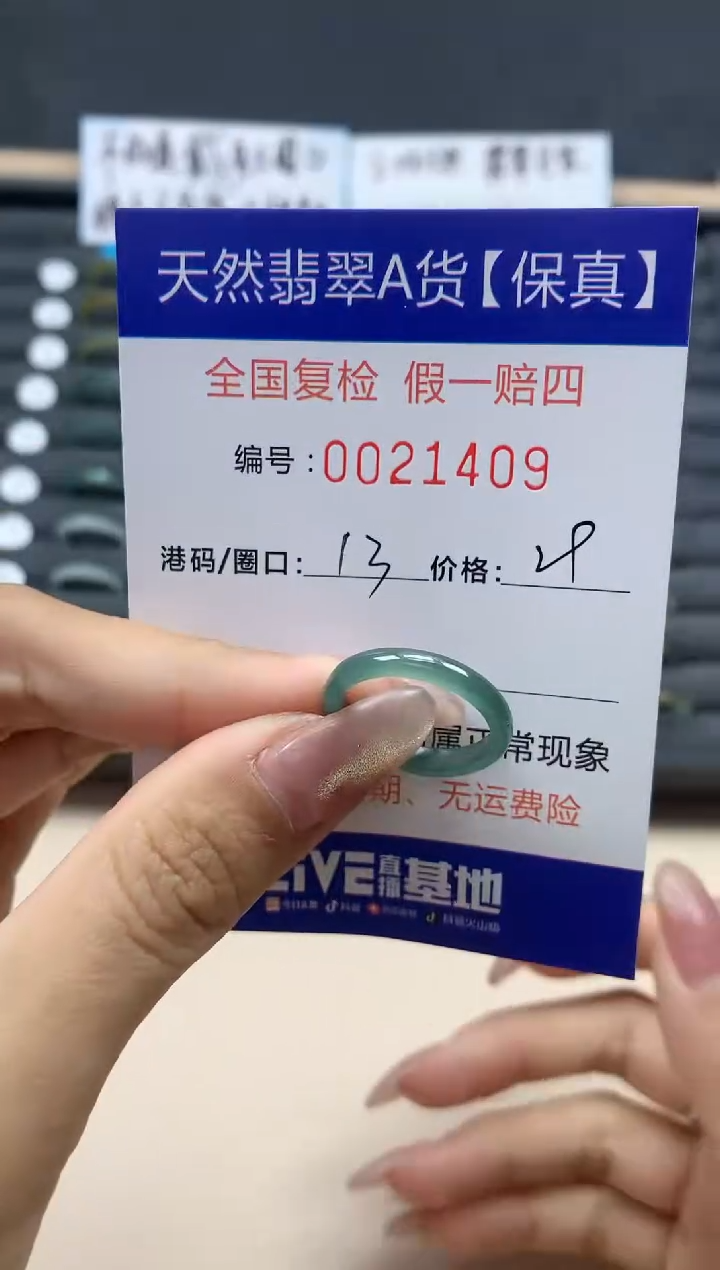 天然翡翠A货【保真】
全国复检 假一赔四
编号:0021409
港码/圈口: 13 价格: 29
属正常现象
期、无运费险
LIVE直播基地